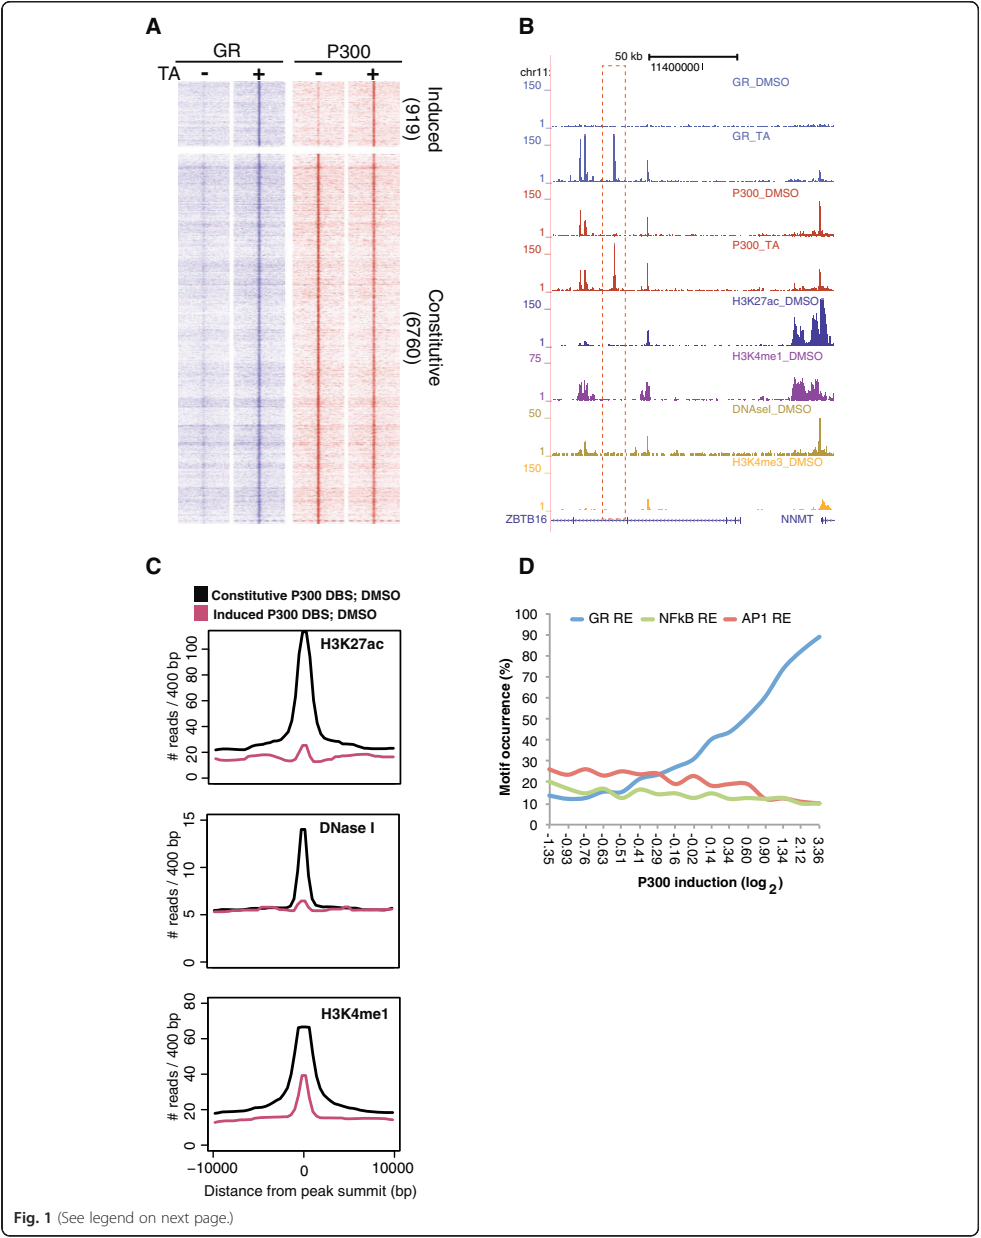 A
GR
P300
TA
-
+
-
+
Induced
(919)
Constitutive
(6760)
B
50 kb
11400000
chr11:
GR_DMSO
150
1
GR_TA
150
1
P300_DMSO
150
1
P300_TA
150
1
H3K27ac_DMSO
150
1
H3K4me1_DMSO
75
1
DNAseI_DMSO
50
1
H3K4me3_DMSO
150
1
ZBTB16
NNMT
C
Constitutive P300 DBS; DMSO
Induced P300 DBS; DMSO
H3K27ac
# reads / 400 bp
0 20 40 60 80 100
DNase I
# reads / 400 bp
0 5 10 15
H3K4me1
# reads / 400 bp
0 20 40 60 80
−10000 0 10000
Distance from peak summit (bp)
D
GR RE NFkB RE AP1 RE
Motif occurrence (%)
100
90
80
70
60
50
40
30
20
10
0
-1.35 -0.93 -0.76 -0.63 -0.51 -0.41 -0.29 -0.16 -0.02 0.14 0.34 0.60 0.90 1.34 2.12 3.36
P300 induction (log2)
Fig. 1 (See legend on next page.)